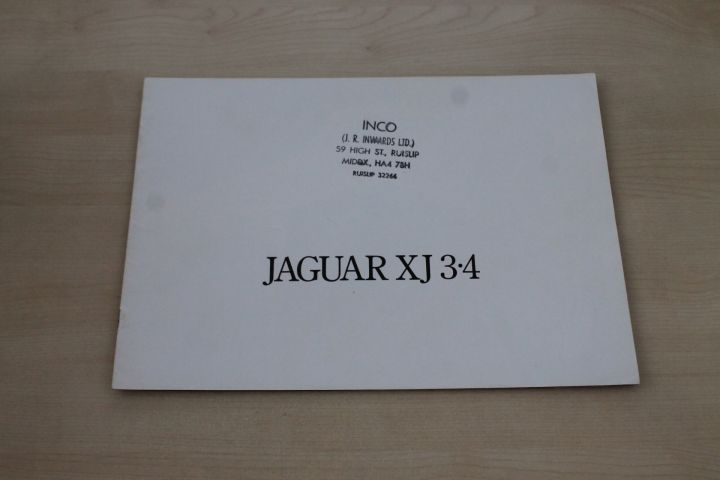 INCO
(J. R. INWARDS LTD.)
59 HIGH ST., RUISLIP
MIDDX., HA4 7BH
RUISLIP 32266
JAGUAR XJ 3·4